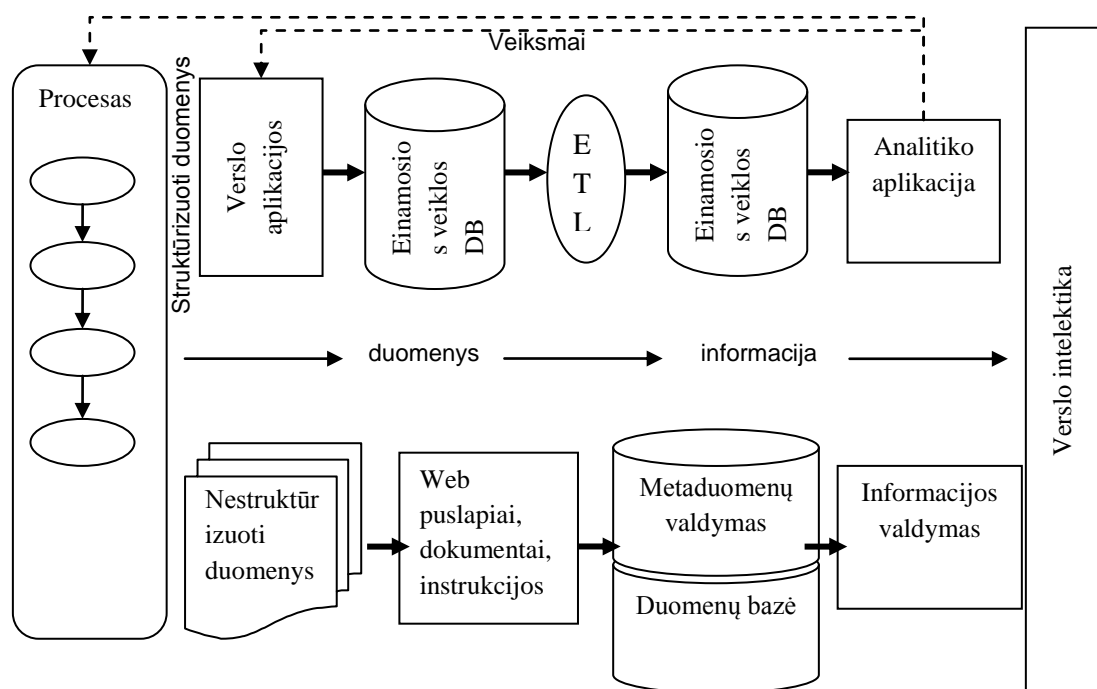 Veiksmai
Procesas
Struktūrizuoti duomenys
Verslo
aplikacijos
Einamosio
s veiklos
DB
E
T
L
Einamosio
s veiklos
DB
Analitiko
aplikacija
Verslo intelektika
duomenys
informacija
Nestruktūr
izuoti
duomenys
Web
puslapiai,
dokumentai,
instrukcijos
Metaduomenų
valdymas
Duomenų bazė
Informacijos
valdymas